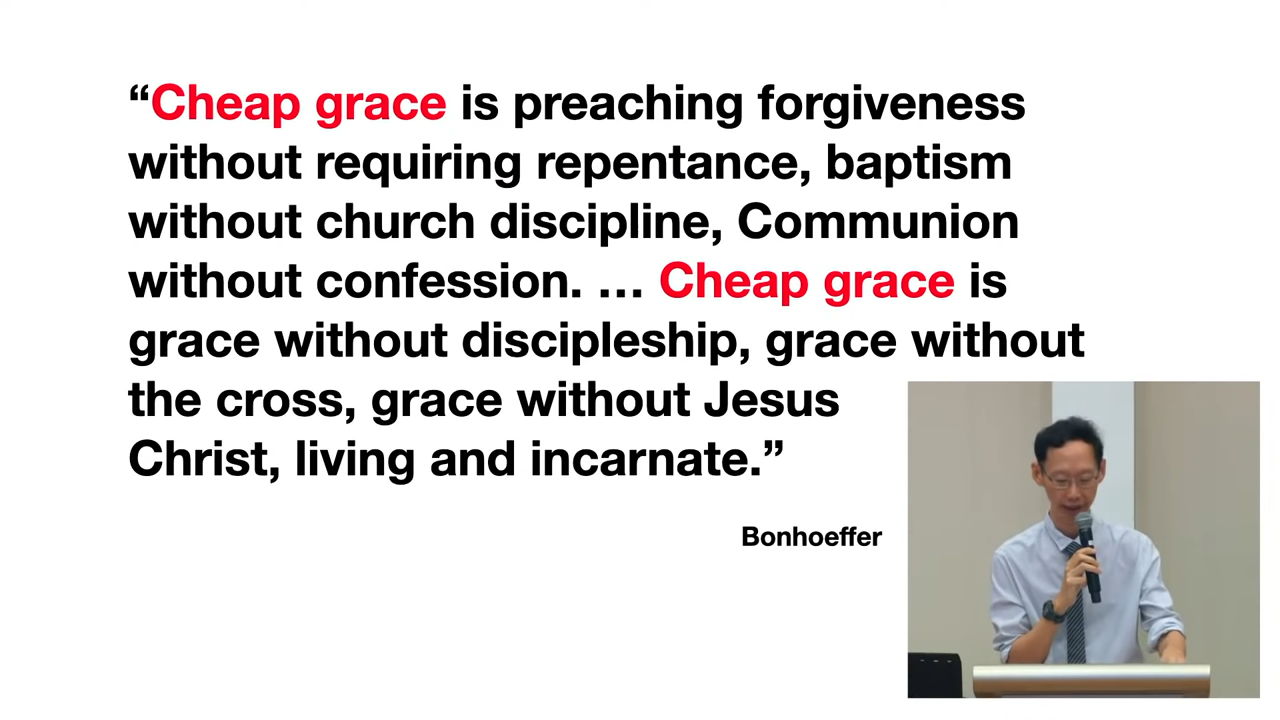 “Cheap grace is preaching forgiveness
without requiring repentance, baptism
without church discipline, Communion
without confession. … Cheap grace is
grace without discipleship, grace without
the cross, grace without Jesus
Christ, living and incarnate.”
Bonhoeffer